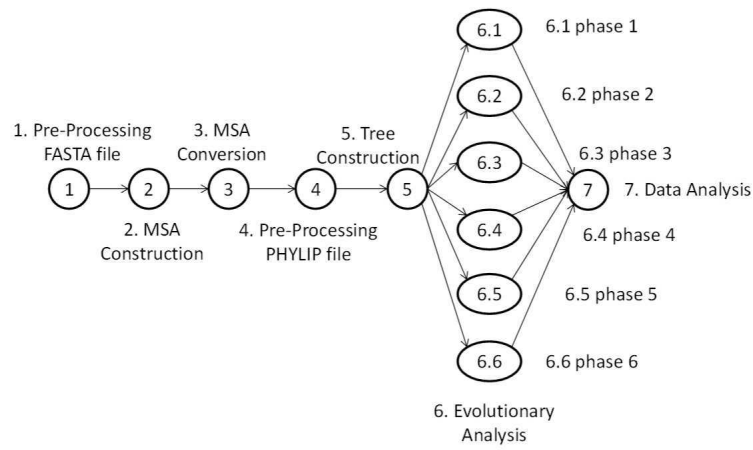 6.1
6.1 phase 1
6.2
6.2 phase 2
1. Pre-Processing
FASTA file
3. MSA
Conversion
5. Tree
Construction
6.3
6.3 phase 3
1
2
3
4
5
7
7. Data Analysis
2. MSA
Construction
4. Pre-Processing
PHYLIP file
6.4
6.4 phase 4
6.5
6.5 phase 5
6.6
6.6 phase 6
6. Evolutionary
Analysis